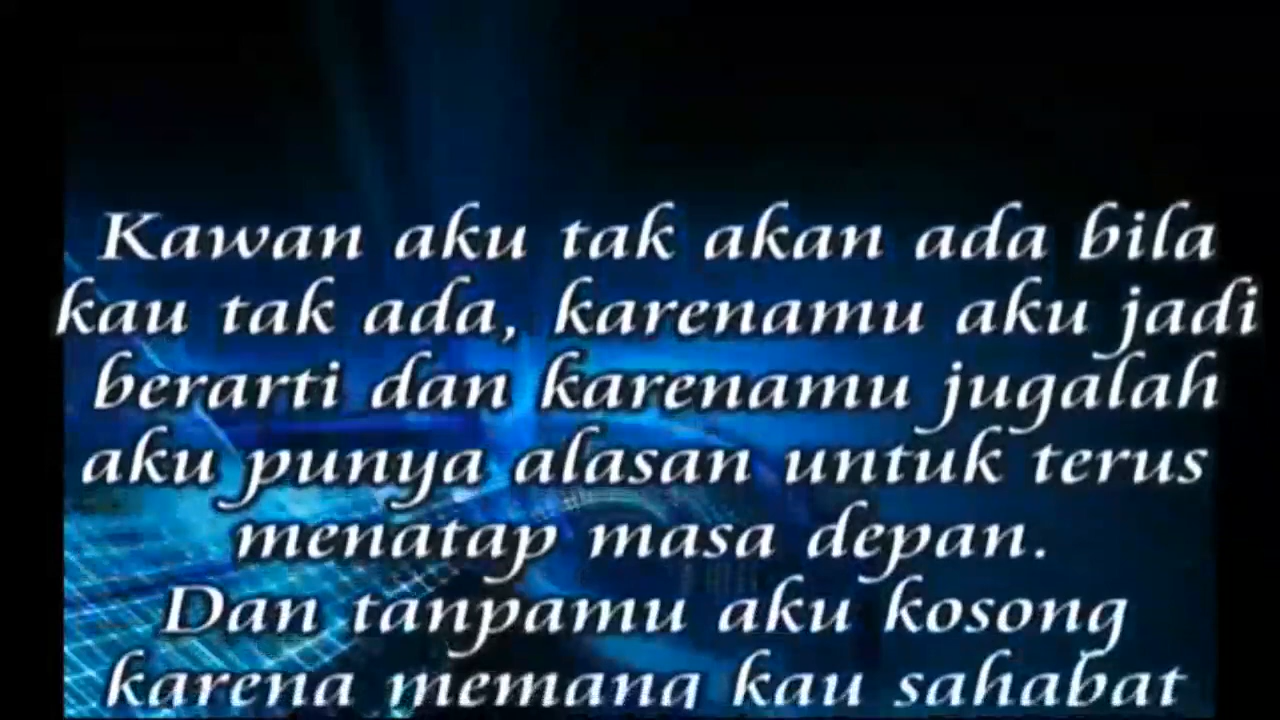 Kawan aku tak akan ada bila
kau tak ada, karenamu aku jadi
berarti dan karenamu jugalah
aku punya alasan untuk terus
menatap masa depan.
Dan tanpamu aku kosong
karena memang kau sahabat